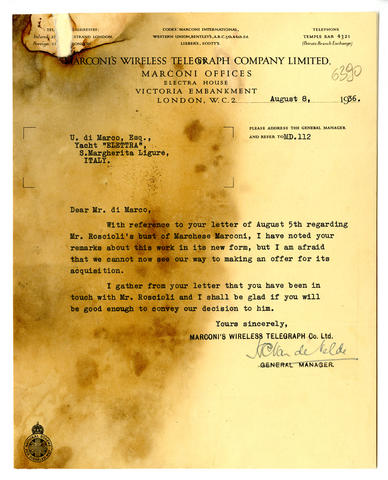 CODES: MARCONI INTERNATIONAL,
WESTERN UNION, BENTLEY'S, A.B.C. 5th & 6th Ed.
LIEBER'S, SCOTT'S.
TELEPHONE
TEMPLE BAR 4321
(Private Branch Exchange)
STRAND LONDON.
LONDON.
MARCONI'S WIRELESS TELEGRAPH COMPANY LIMITED,
MARCONI OFFICES
ELECTRA HOUSE
VICTORIA EMBANKMENT
LONDON, W.C.2.
6390
August 8, 1936.
PLEASE ADDRESS THE GENERAL MANAGER
AND REFER TO MD.112
U. di Marco, Esq.,
Yacht "ELETTRA",
S.Margherita Ligure,
ITALY.
Dear Mr. di Marco,
With reference to your letter of August 5th regarding
Mr. Roscioli's bust of Marchese Marconi, I have noted your
remarks about this work in its new form, but I am afraid
that we cannot now see our way to making an offer for its
acquisition.
I gather from your letter that you have been in
touch with Mr. Roscioli and I shall be glad if you will
be good enough to convey our decision to him.
Yours sincerely,
MARCONI'S WIRELESS TELEGRAPH Co. Ltd.
Van de Velde
GENERAL MANAGER.